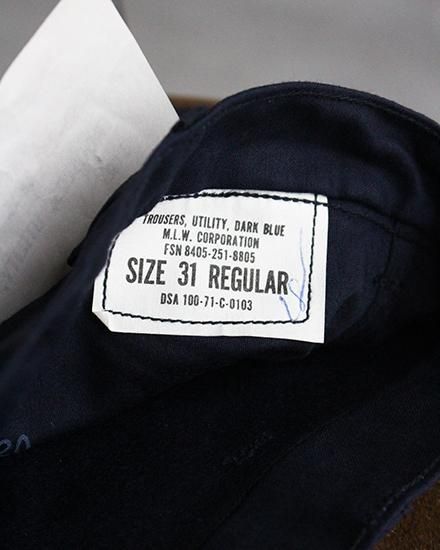 TROUSERS, UTILITY, DARK BLUE
M.L.W. CORPORATION
FSN 8405-251-8805
SIZE 31 REGULAR
DSA 100-71-C-0103